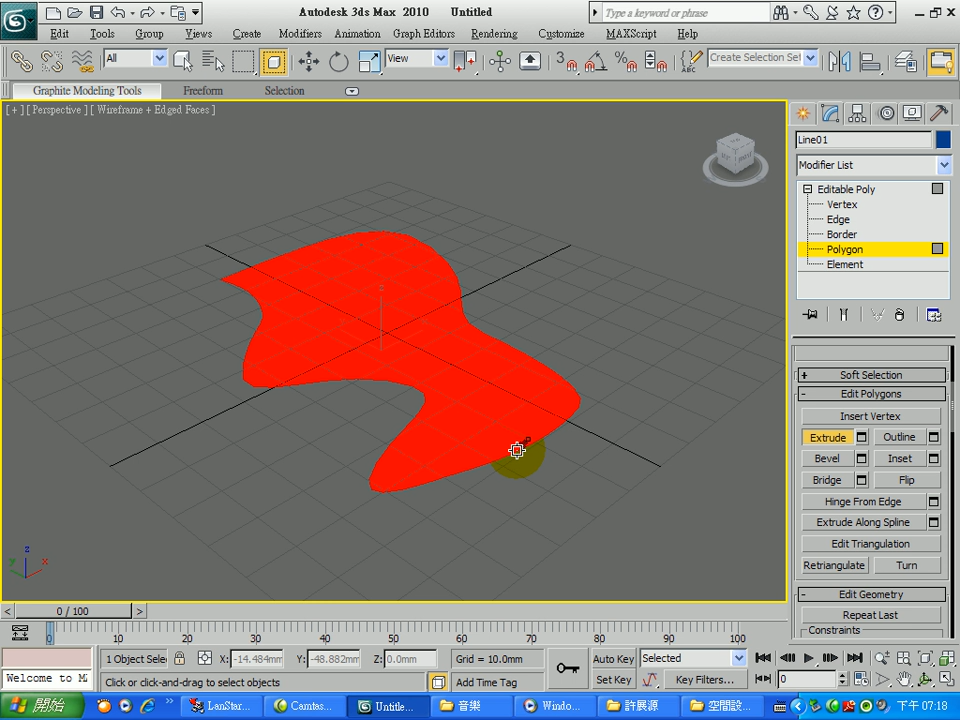 Autodesk 3ds Max 2010 Untitled
Type a keyword or phrase
Edit Tools Group Views Create Modifiers Animation Graph Editors Rendering Customize MAXScript Help
All View 3 Create Selection Set
Graphite Modeling Tools Freeform Selection
[ + ] [ Perspective ] [ Wireframe + Edged Faces ]
Line01
Modifier List
Editable Poly
Vertex
Edge
Border
Polygon
Element
+ Soft Selection
- Edit Polygons
Insert Vertex
Extrude Outline
Bevel Inset
Bridge Flip
Hinge From Edge
Extrude Along Spline
Edit Triangulation
Retriangulate Turn
- Edit Geometry
Repeat Last
Constraints
z
x
y
< 0 / 100 >
0 10 20 30 40 50 60 70 80 90 100
1 Object Selec X: -14.484mm Y: -48.882mm Z: 0.0mm Grid = 10.0mm Auto Key Selected
Welcome to M Click or click-and-drag to select objects Add Time Tag Set Key Key Filters... 0
開始 LanStar... Camtas... Untitle... 音樂 Windo... 許展源 空間設... 下午 07:18